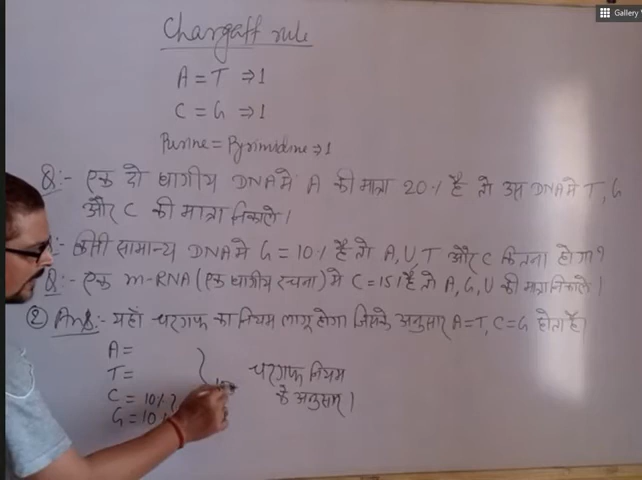 Gallery
Chargaff rule
A = T ⇒ 1
C = G ⇒ 1
Purine = Pyrimidine ⇒ 1
Q:- एक दो धागीय DNA में A की मात्रा 20% है तो उस DNA में T, G
और C की मात्रा निकालो।
:- किसी सामान्य DNA में G = 10% है तो A, U, T और C कितना होगा?
Q:- एक m-RNA (एक धागीय रचना) में C = 15% है तो A, G, U की मात्रा निकालो।
② Ans:- यहाँ चरगाफ का नियम लागू होगा जिसके अनुसार A=T, C=G होता है।
A =
T =
C = 10%
G = 10
चरगाफ नियम
के अनुसार।